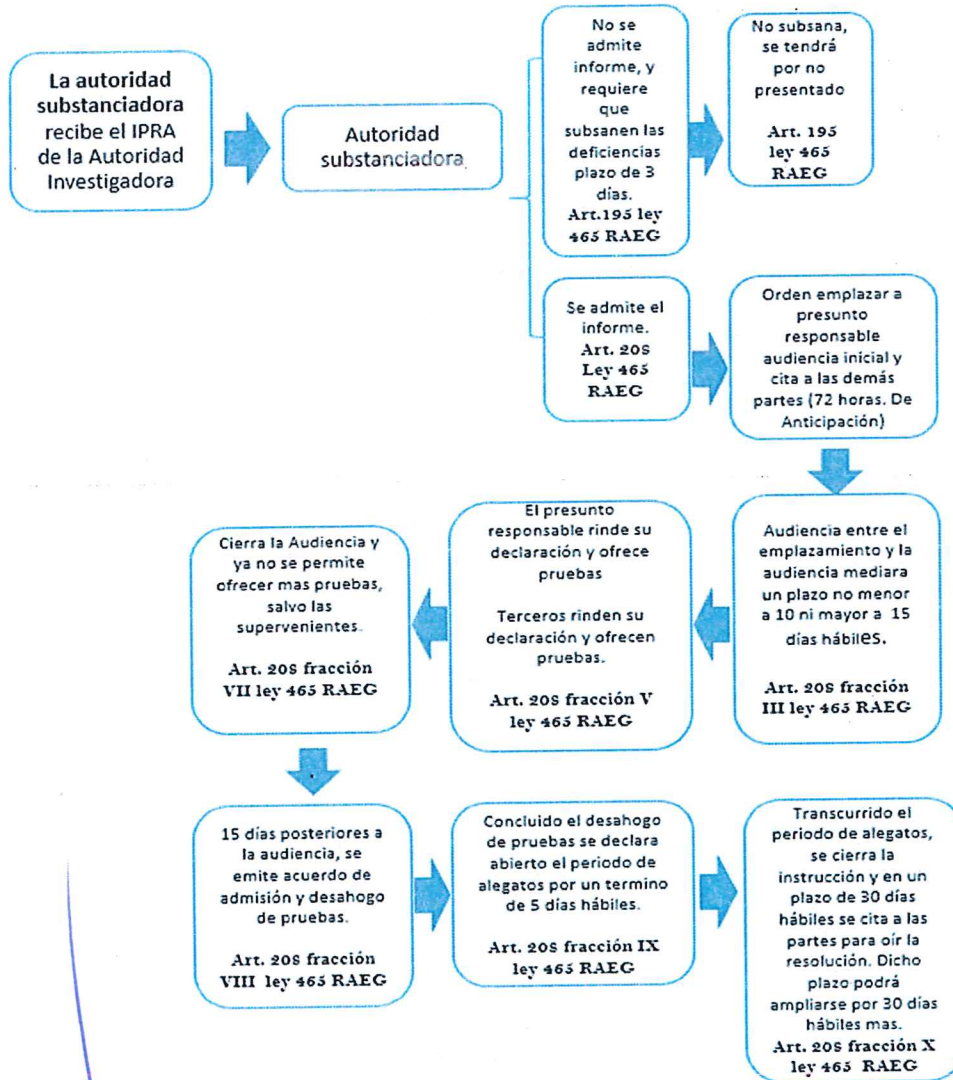 La autoridad
substanciadora
recibe el IPRA
de la Autoridad
Investigadora
Autoridad
substanciadora
No se
admite
informe, y
requiere
que
subsanen las
deficiencias
plazo de 3
días.
Art.195 ley
465 RAEG
No subsana,
se tendrá
por no
presentado
Art. 195
ley 465
RAEG
Se admite el
informe.
Art. 208
Ley 465
RAEG
Orden emplazar a
presunto
responsable
audiencia inicial y
cita a las demás
partes (72 horas. De
Anticipación)
Audiencia entre el
emplazamiento y la
audiencia mediara
un plazo no menor
a 10 ni mayor a 15
días hábiles.
Art. 208 fracción
III ley 465 RAEG
El presunto
responsable rinde su
declaración y ofrece
pruebas
Terceros rinden su
declaración y ofrecen
pruebas.
Art. 208 fracción V
ley 465 RAEG
Cierra la Audiencia y
ya no se permite
ofrecer mas pruebas,
salvo las
supervenientes.
Art. 208 fracción
VII ley 465 RAEG
15 días posteriores a
la audiencia, se
emite acuerdo de
admisión y desahogo
de pruebas.
Art. 208 fracción
VIII ley 465 RAEG
Concluido el desahogo
de pruebas se declara
abierto el periodo de
alegatos por un termino
de 5 días hábiles.
Art. 208 fracción IX
ley 465 RAEG
Transcurrido el
periodo de alegatos,
se cierra la
instrucción y en un
plazo de 30 días
hábiles se cita a las
partes para oír la
resolución. Dicho
plazo podrá
ampliarse por 30 días
hábiles mas.
Art. 208 fracción X
ley 465 RAEG